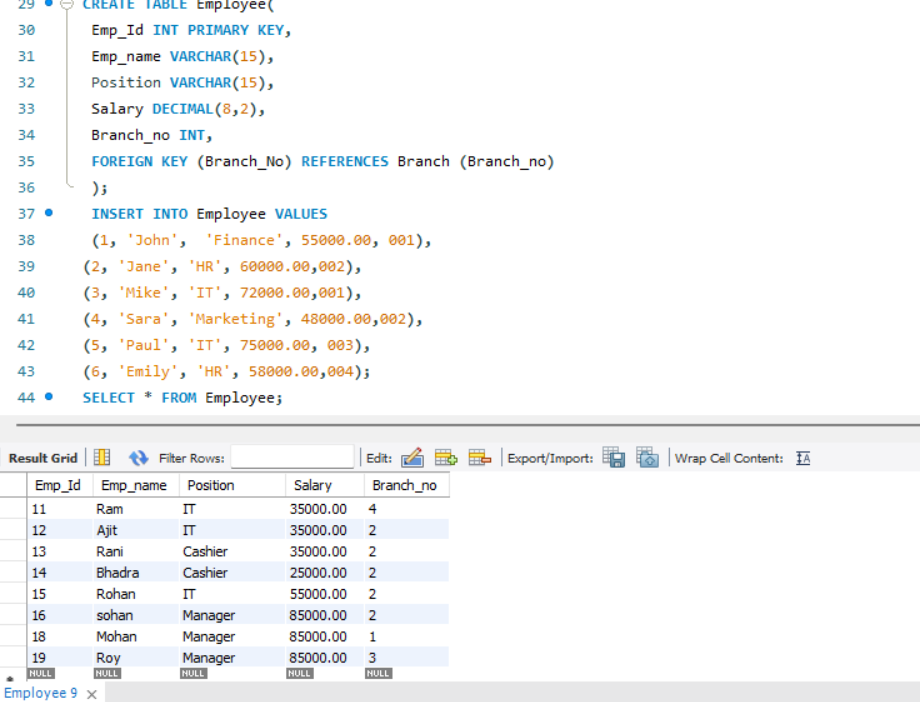 29 CREATE TABLE Employee(
30 Emp_Id INT PRIMARY KEY,
31 Emp_name VARCHAR(15),
32 Position VARCHAR(15),
33 Salary DECIMAL(8,2),
34 Branch_no INT,
35 FOREIGN KEY (Branch_No) REFERENCES Branch (Branch_no)
36 );
37 INSERT INTO Employee VALUES
38 (1, 'John',  'Finance', 55000.00, 001),
39 (2, 'Jane', 'HR', 60000.00,002),
40 (3, 'Mike', 'IT', 72000.00,001),
41 (4, 'Sara', 'Marketing', 48000.00,002),
42 (5, 'Paul', 'IT', 75000.00, 003),
43 (6, 'Emily', 'HR', 58000.00,004);
44 SELECT * FROM Employee;
Result Grid Filter Rows: Edit: Export/Import: Wrap Cell Content: IA
Emp_Id Emp_name Position Salary Branch_no
11 Ram IT 35000.00 4
12 Ajit IT 35000.00 2
13 Rani Cashier 35000.00 2
14 Bhadra Cashier 25000.00 2
15 Rohan IT 55000.00 2
16 sohan Manager 85000.00 2
18 Mohan Manager 85000.00 1
19 Roy Manager 85000.00 3
NULL NULL NULL NULL NULL
Employee 9 ×